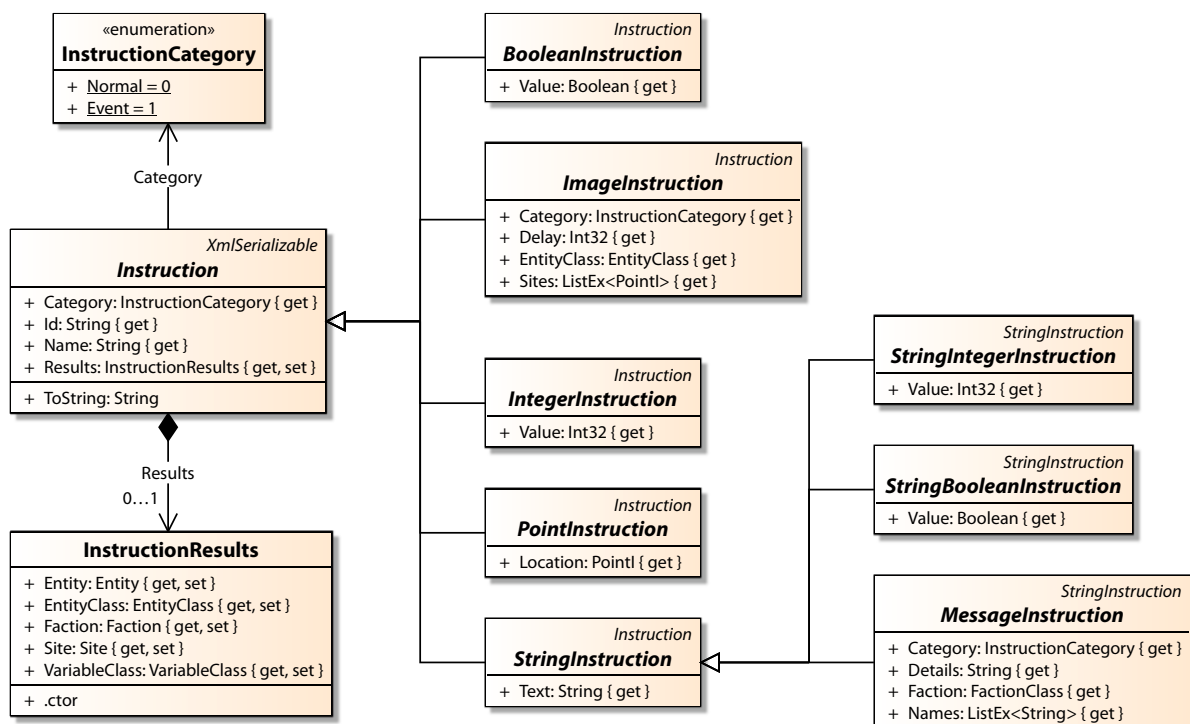 «enumeration»
InstructionCategory
+ Normal = 0
+ Event = 1
Category
XmlSerializable
Instruction
+ Category: InstructionCategory { get }
+ Id: String { get }
+ Name: String { get }
+ Results: InstructionResults { get, set }
+ ToString: String
Results
0…1
InstructionResults
+ Entity: Entity { get, set }
+ EntityClass: EntityClass { get, set }
+ Faction: Faction { get, set }
+ Site: Site { get, set }
+ VariableClass: VariableClass { get, set }
+ .ctor
Instruction
BooleanInstruction
+ Value: Boolean { get }
Instruction
ImageInstruction
+ Category: InstructionCategory { get }
+ Delay: Int32 { get }
+ EntityClass: EntityClass { get }
+ Sites: ListEx<PointI> { get }
Instruction
IntegerInstruction
+ Value: Int32 { get }
Instruction
PointInstruction
+ Location: PointI { get }
Instruction
StringInstruction
+ Text: String { get }
StringInstruction
StringIntegerInstruction
+ Value: Int32 { get }
StringInstruction
StringBooleanInstruction
+ Value: Boolean { get }
StringInstruction
MessageInstruction
+ Category: InstructionCategory { get }
+ Details: String { get }
+ Faction: FactionClass { get }
+ Names: ListEx<String> { get }